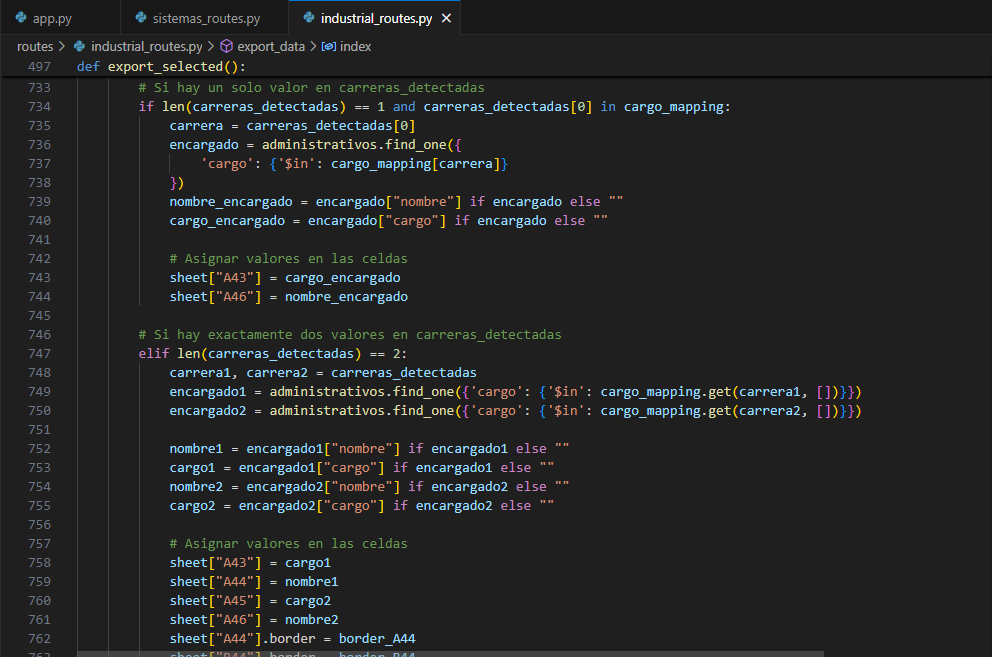 app.py sistemas_routes.py industrial_routes.py ×
routes > industrial_routes.py > export_data > index
497 def export_selected():
733 # Si hay un solo valor en carreras_detectadas
734 if len(carreras_detectadas) == 1 and carreras_detectadas[0] in cargo_mapping:
735 carrera = carreras_detectadas[0]
736 encargado = administrativos.find_one({
737 'cargo': {'$in': cargo_mapping[carrera]}
738 })
739 nombre_encargado = encargado["nombre"] if encargado else ""
740 cargo_encargado = encargado["cargo"] if encargado else ""
741
742 # Asignar valores en las celdas
743 sheet["A43"] = cargo_encargado
744 sheet["A46"] = nombre_encargado
745
746 # Si hay exactamente dos valores en carreras_detectadas
747 elif len(carreras_detectadas) == 2:
748 carrera1, carrera2 = carreras_detectadas
749 encargado1 = administrativos.find_one({'cargo': {'$in': cargo_mapping.get(carrera1, [])}})
750 encargado2 = administrativos.find_one({'cargo': {'$in': cargo_mapping.get(carrera2, [])}})
751
752 nombre1 = encargado1["nombre"] if encargado1 else ""
753 cargo1 = encargado1["cargo"] if encargado1 else ""
754 nombre2 = encargado2["nombre"] if encargado2 else ""
755 cargo2 = encargado2["cargo"] if encargado2 else ""
756
757 # Asignar valores en las celdas
758 sheet["A43"] = cargo1
759 sheet["A44"] = nombre1
760 sheet["A45"] = cargo2
761 sheet["A46"] = nombre2
762 sheet["A44"].border = border_A44